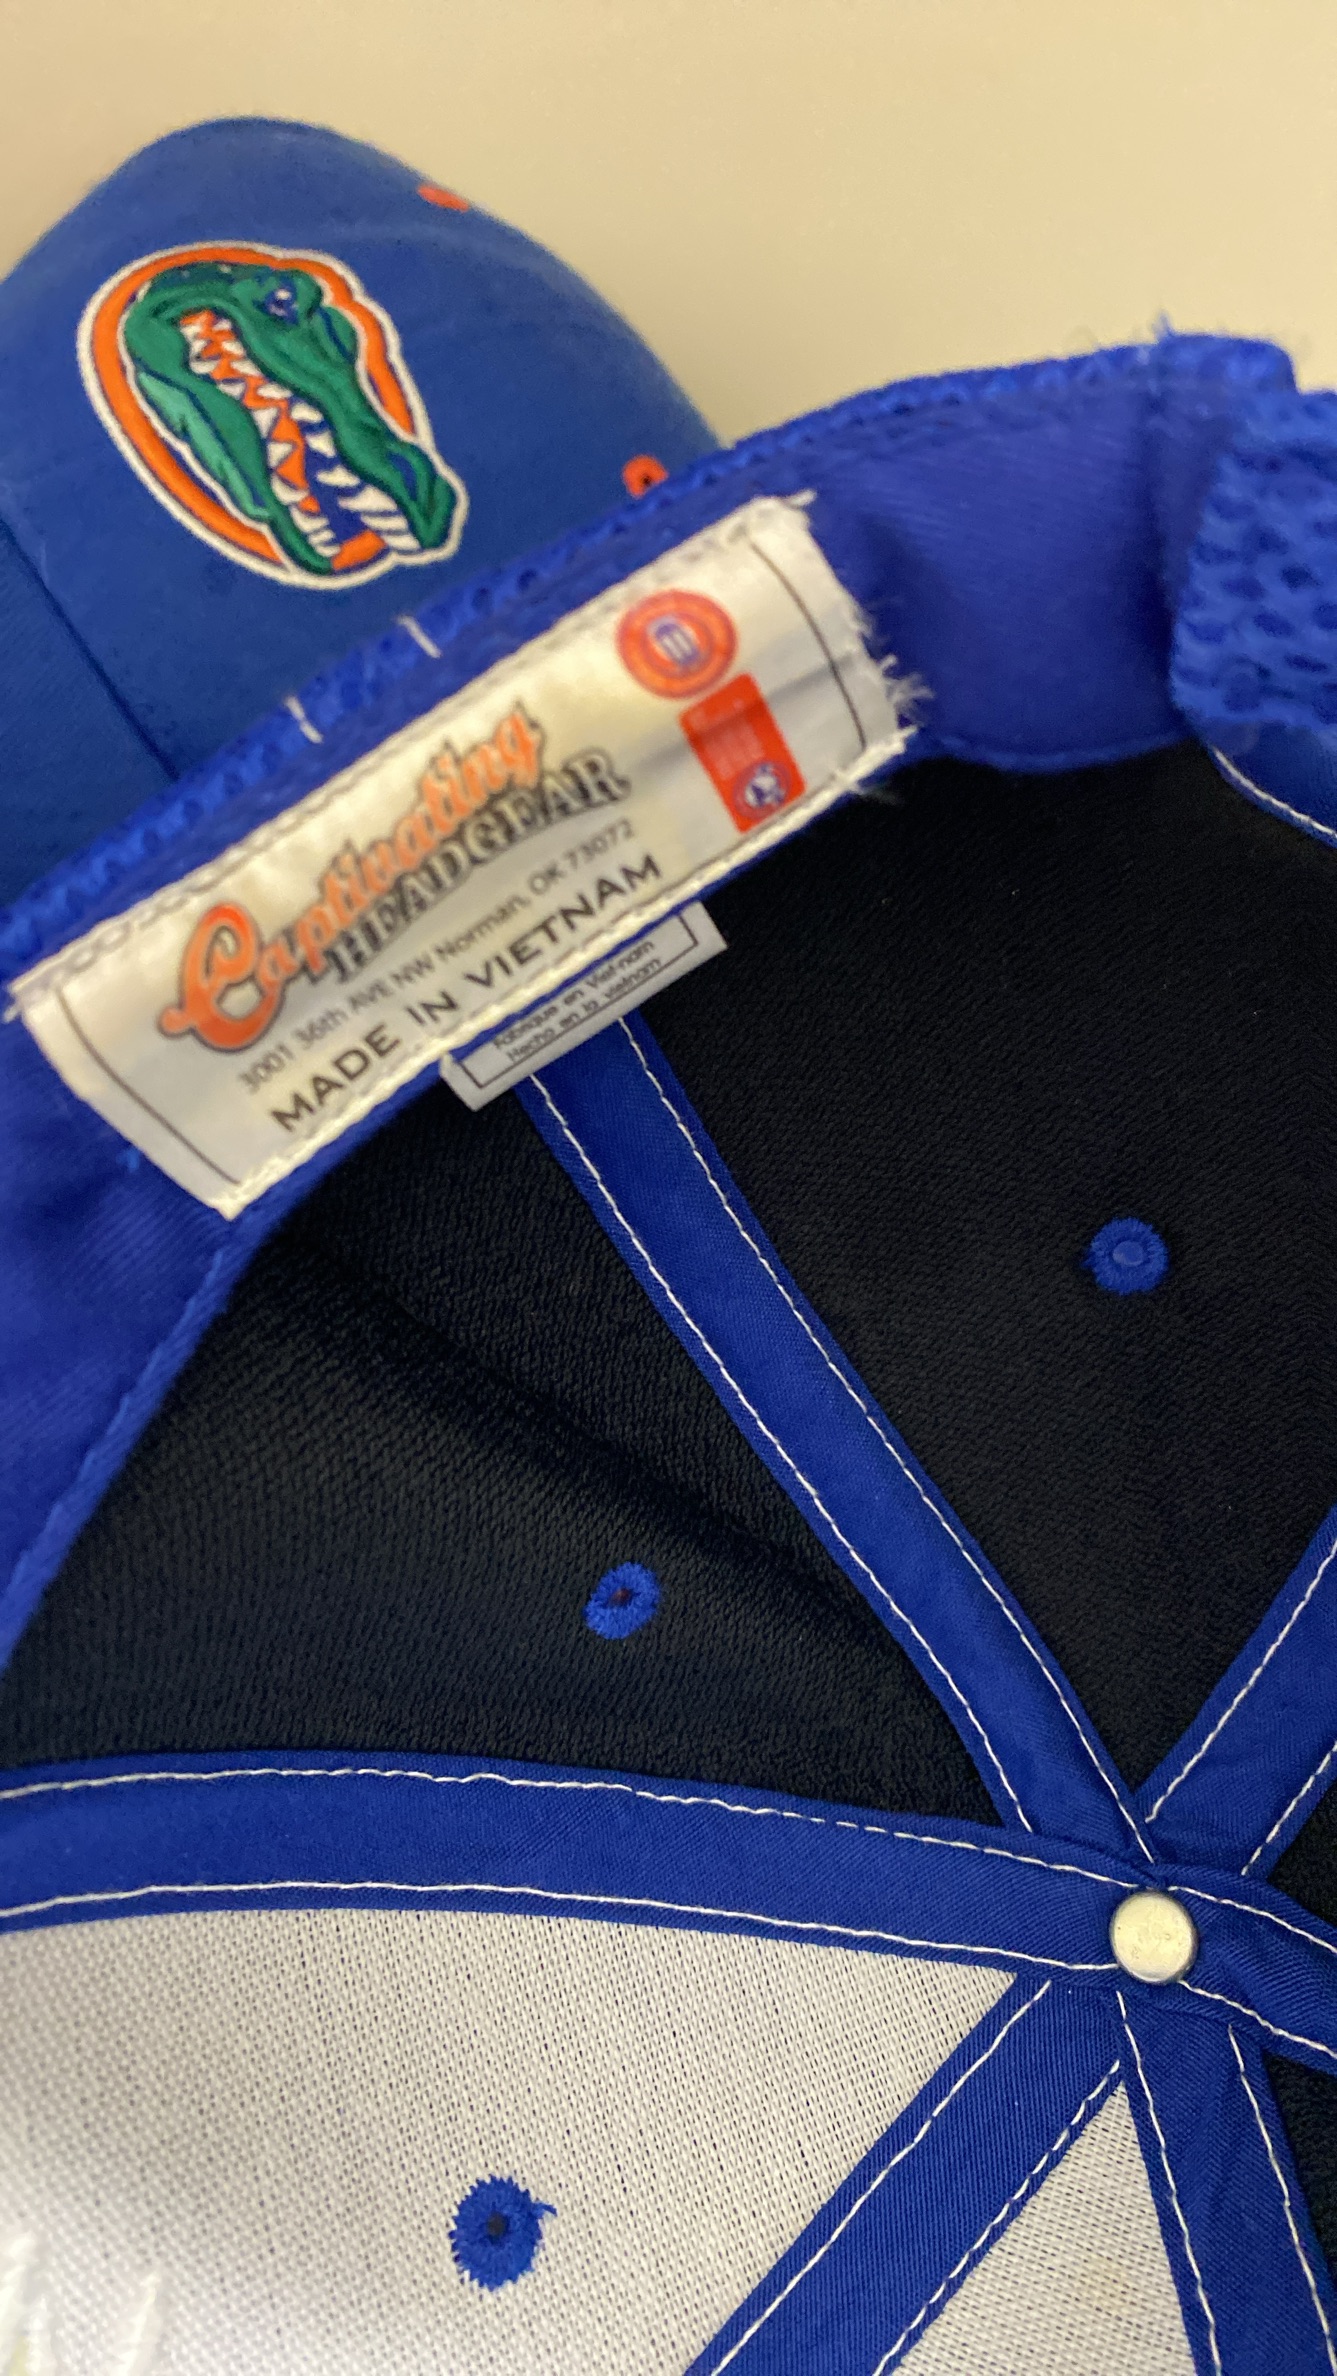 Captivating
HEADGEAR
3001 36th AVE NW Norman, OK 73072
MADE IN VIETNAM
Fabrique en Viet-nam
Hecho en la vietnam